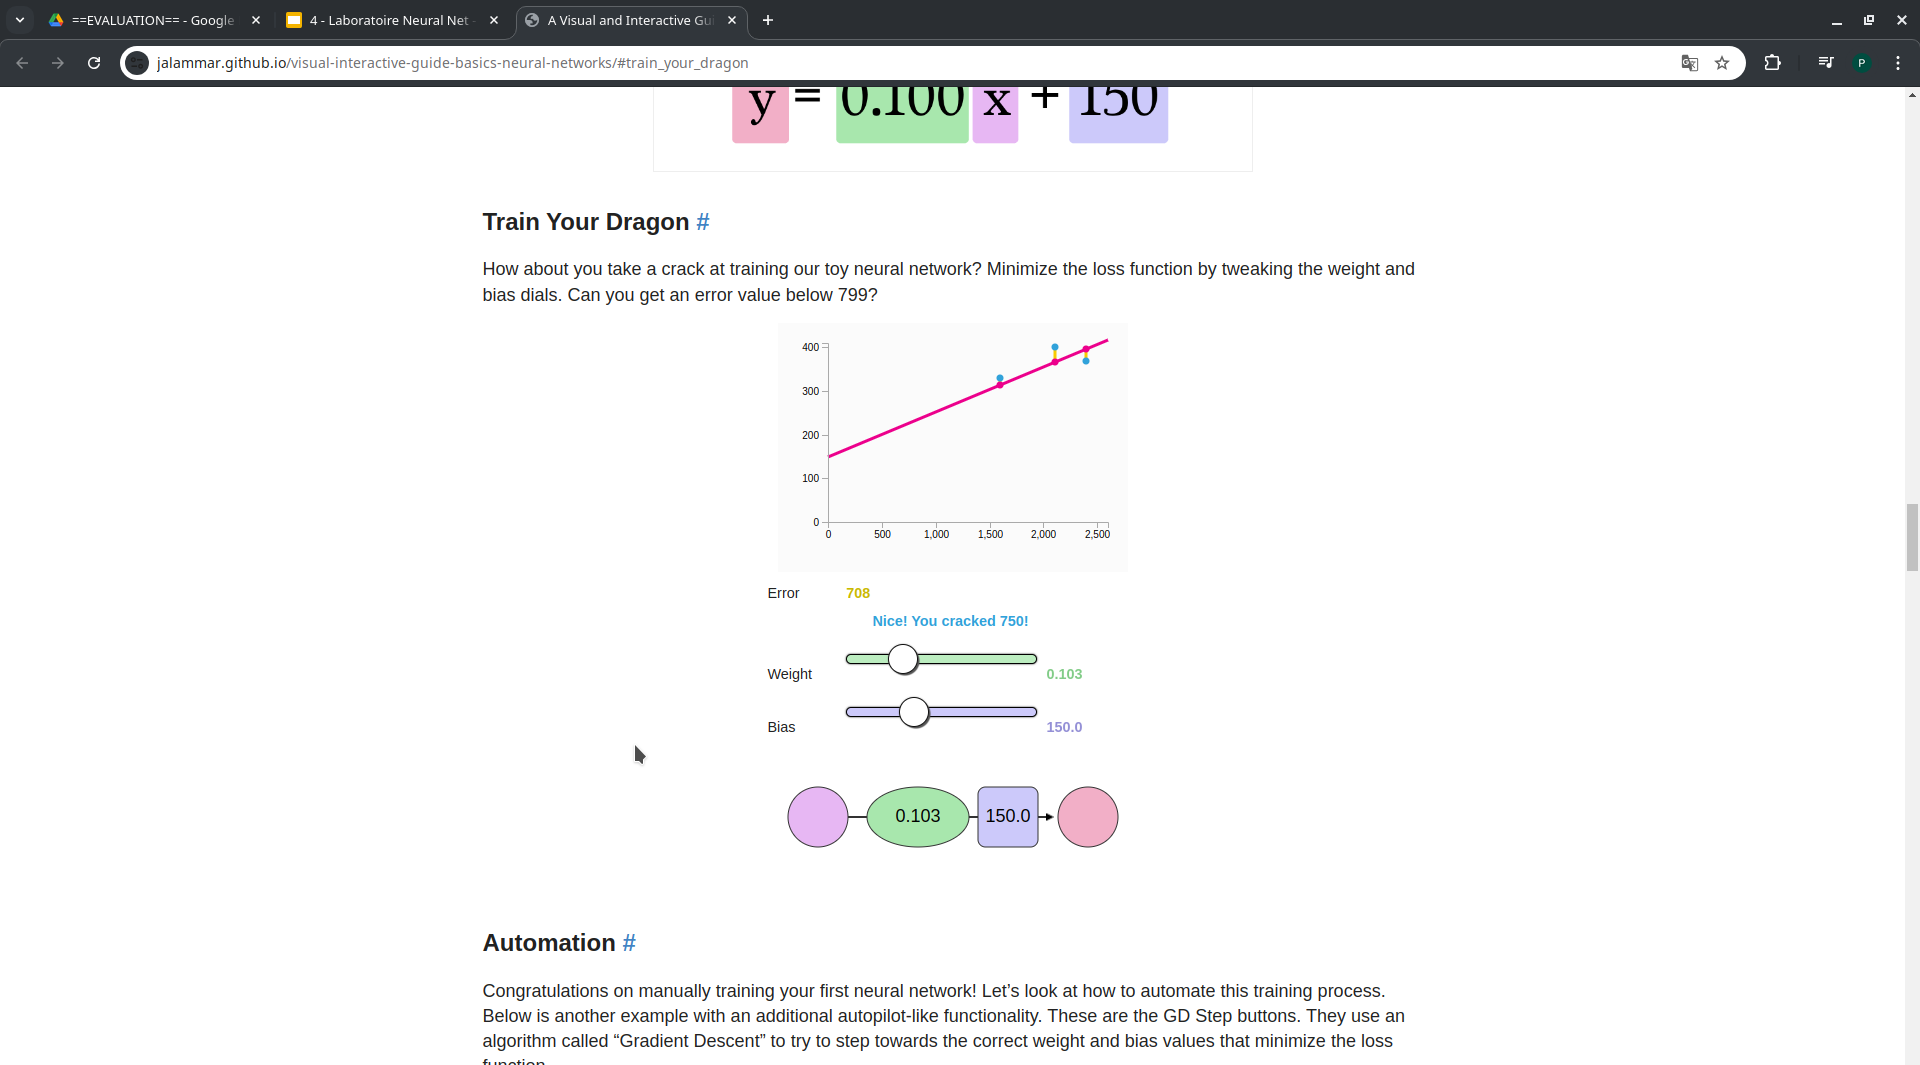 ==EVALUATION== - Google
4 - Laboratoire Neural Net -
A Visual and Interactive Gui
jalammar.github.io/visual-interactive-guide-basics-neural-networks/#train_your_dragon
P
y = 0.100 x + 150
Train Your Dragon #
How about you take a crack at training our toy neural network? Minimize the loss function by tweaking the weight and
bias dials. Can you get an error value below 799?
400
300
200
100
0
0 500 1,000 1,500 2,000 2,500
Error 708
Nice! You cracked 750!
Weight 0.103
Bias 150.0
0.103 150.0
Automation #
Congratulations on manually training your first neural network! Let’s look at how to automate this training process.
Below is another example with an additional autopilot-like functionality. These are the GD Step buttons. They use an
algorithm called “Gradient Descent” to try to step towards the correct weight and bias values that minimize the loss
function.